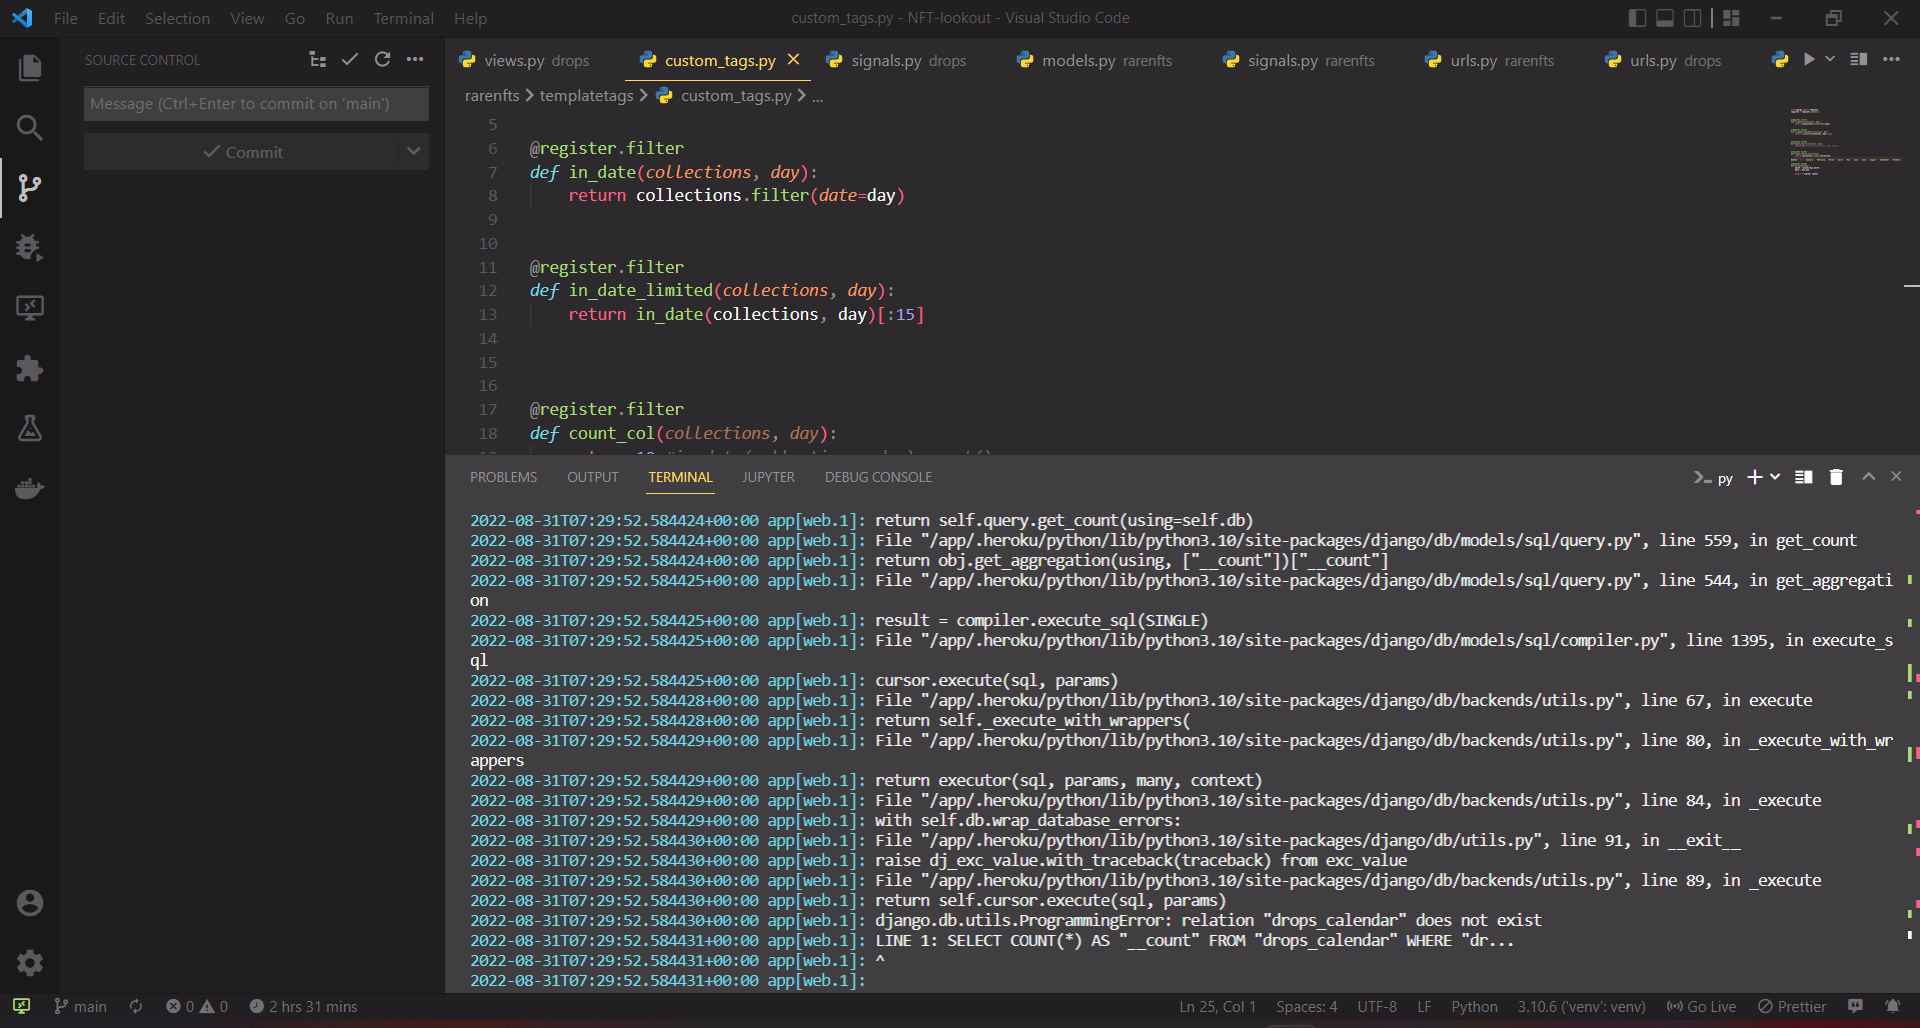 File Edit Selection View Go Run Terminal Help
custom_tags.py - NFT-lookout - Visual Studio Code
SOURCE CONTROL
Message (Ctrl+Enter to commit on 'main')
Commit
views.py drops
custom_tags.py
signals.py drops
models.py rarenfts
signals.py rarenfts
urls.py rarenfts
urls.py drops
rarenfts > templatetags > custom_tags.py > ...
5
6 @register.filter
7 def in_date(collections, day):
8 return collections.filter(date=day)
9
10
11 @register.filter
12 def in_date_limited(collections, day):
13 return in_date(collections, day)[:15]
14
15
16
17 @register.filter
18 def count_col(collections, day):
PROBLEMS OUTPUT TERMINAL JUPYTER DEBUG CONSOLE
py
2022-08-31T07:29:52.584424+00:00 app[web.1]: return self.query.get_count(using=self.db)
2022-08-31T07:29:52.584424+00:00 app[web.1]: File "/app/.heroku/python/lib/python3.10/site-packages/django/db/models/sql/query.py", line 559, in get_count
2022-08-31T07:29:52.584424+00:00 app[web.1]: return obj.get_aggregation(using, ["__count"])["__count"]
2022-08-31T07:29:52.584425+00:00 app[web.1]: File "/app/.heroku/python/lib/python3.10/site-packages/django/db/models/sql/query.py", line 544, in get_aggregati
on
2022-08-31T07:29:52.584425+00:00 app[web.1]: result = compiler.execute_sql(SINGLE)
2022-08-31T07:29:52.584425+00:00 app[web.1]: File "/app/.heroku/python/lib/python3.10/site-packages/django/db/models/sql/compiler.py", line 1395, in execute_s
ql
2022-08-31T07:29:52.584425+00:00 app[web.1]: cursor.execute(sql, params)
2022-08-31T07:29:52.584428+00:00 app[web.1]: File "/app/.heroku/python/lib/python3.10/site-packages/django/db/backends/utils.py", line 67, in execute
2022-08-31T07:29:52.584428+00:00 app[web.1]: return self._execute_with_wrappers(
2022-08-31T07:29:52.584429+00:00 app[web.1]: File "/app/.heroku/python/lib/python3.10/site-packages/django/db/backends/utils.py", line 80, in _execute_with_wr
appers
2022-08-31T07:29:52.584429+00:00 app[web.1]: return executor(sql, params, many, context)
2022-08-31T07:29:52.584429+00:00 app[web.1]: File "/app/.heroku/python/lib/python3.10/site-packages/django/db/backends/utils.py", line 84, in _execute
2022-08-31T07:29:52.584429+00:00 app[web.1]: with self.db.wrap_database_errors:
2022-08-31T07:29:52.584430+00:00 app[web.1]: File "/app/.heroku/python/lib/python3.10/site-packages/django/db/utils.py", line 91, in __exit__
2022-08-31T07:29:52.584430+00:00 app[web.1]: raise dj_exc_value.with_traceback(traceback) from exc_value
2022-08-31T07:29:52.584430+00:00 app[web.1]: File "/app/.heroku/python/lib/python3.10/site-packages/django/db/backends/utils.py", line 89, in _execute
2022-08-31T07:29:52.584430+00:00 app[web.1]: return self.cursor.execute(sql, params)
2022-08-31T07:29:52.584430+00:00 app[web.1]: django.db.utils.ProgrammingError: relation "drops_calendar" does not exist
2022-08-31T07:29:52.584431+00:00 app[web.1]: LINE 1: SELECT COUNT(*) AS "__count" FROM "drops_calendar" WHERE "dr...
2022-08-31T07:29:52.584431+00:00 app[web.1]: ^
2022-08-31T07:29:52.584431+00:00 app[web.1]:
main 0 0 2 hrs 31 mins Ln 25, Col 1 Spaces: 4 UTF-8 LF Python 3.10.6 ('venv': venv) Go Live Prettier